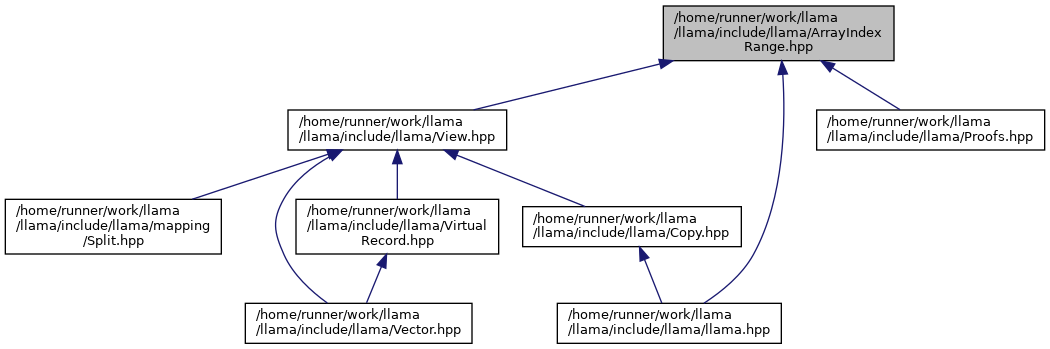 /home/runner/work/llama
/llama/include/llama/ArrayIndex
Range.hpp
/home/runner/work/llama
/llama/include/llama/View.hpp
/home/runner/work/llama
/llama/include/llama/Proofs.hpp
/home/runner/work/llama
/llama/include/llama/mapping
/Split.hpp
/home/runner/work/llama
/llama/include/llama/Virtual
Record.hpp
/home/runner/work/llama
/llama/include/llama/Copy.hpp
/home/runner/work/llama
/llama/include/llama/Vector.hpp
/home/runner/work/llama
/llama/include/llama/llama.hpp